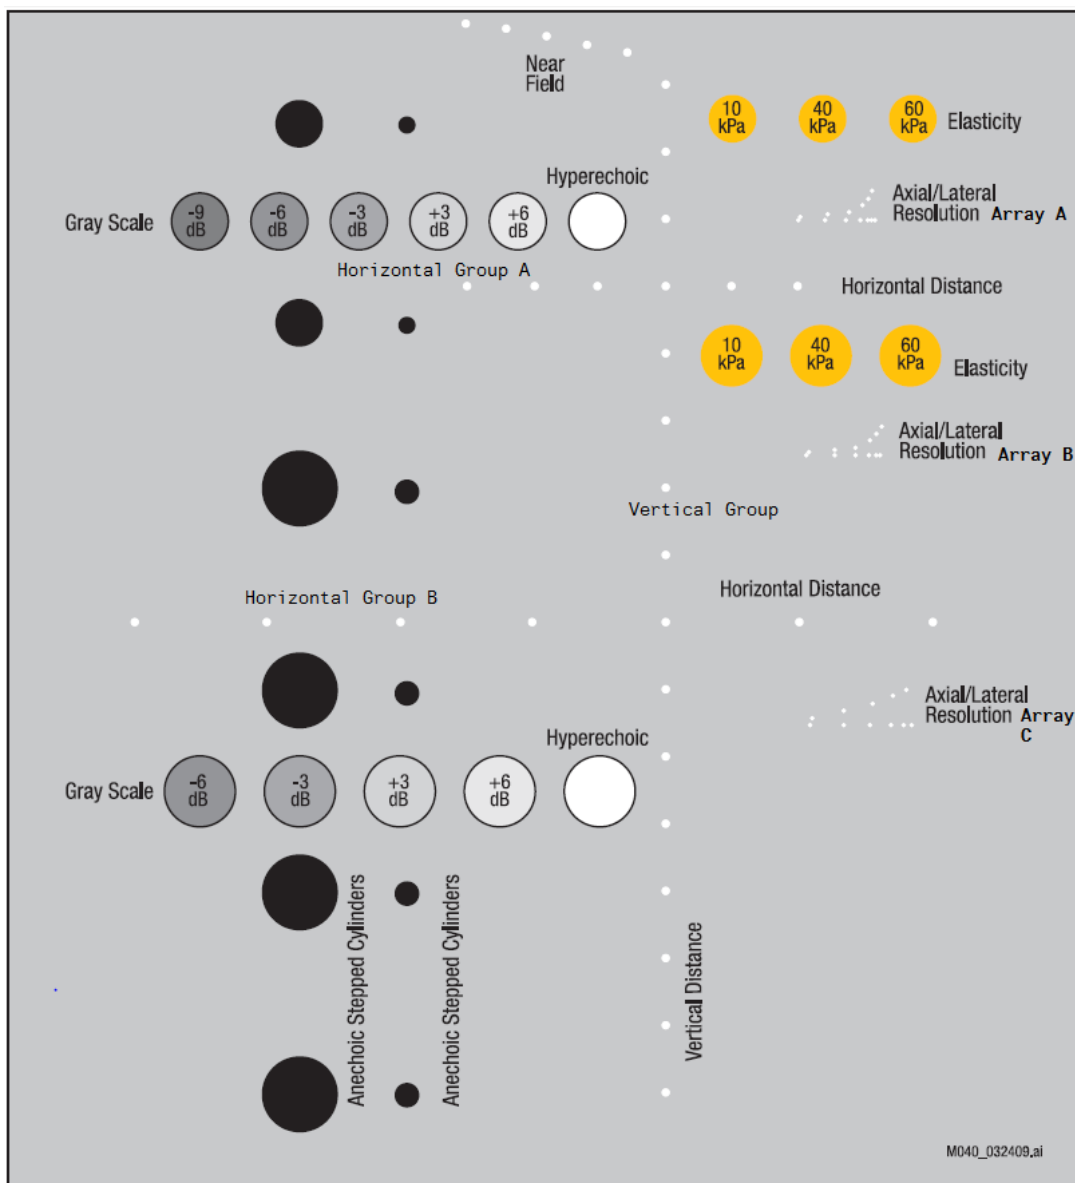 Near
Field
10
kPa
40
kPa
60
kPa
Elasticity
Hyperechoic
Axial/Lateral
Resolution Array A
Gray Scale
-9
dB
-6
dB
-3
dB
+3
dB
+6
dB
Horizontal Group A
Horizontal Distance
10
kPa
40
kPa
60
kPa
Elasticity
Axial/Lateral
Resolution Array B
Vertical Group
Horizontal Group B
Horizontal Distance
Axial/Lateral
Resolution Array
C
Hyperechoic
Gray Scale
-6
dB
-3
dB
+3
dB
+6
dB
Anechoic Stepped Cylinders
Anechoic Stepped Cylinders
Vertical Distance
M040_032409.ai